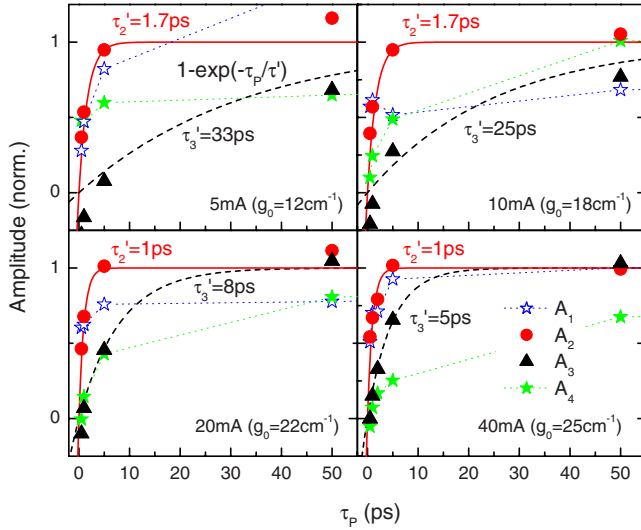 τ2'=1.7ps
1-exp(-τP/τ')
τ3'=33ps
5mA (g0=12cm-1)
τ2'=1.7ps
τ3'=25ps
10mA (g0=18cm-1)
1
0
Amplitude (norm.)
τ2'=1ps
τ3'=8ps
20mA (g0=22cm-1)
τ2'=1ps
τ3'=5ps
A1
A2
A3
A4
40mA (g0=25cm-1)
1
0
0 10 20 30 40 50 0 10 20 30 40 50
τP (ps)